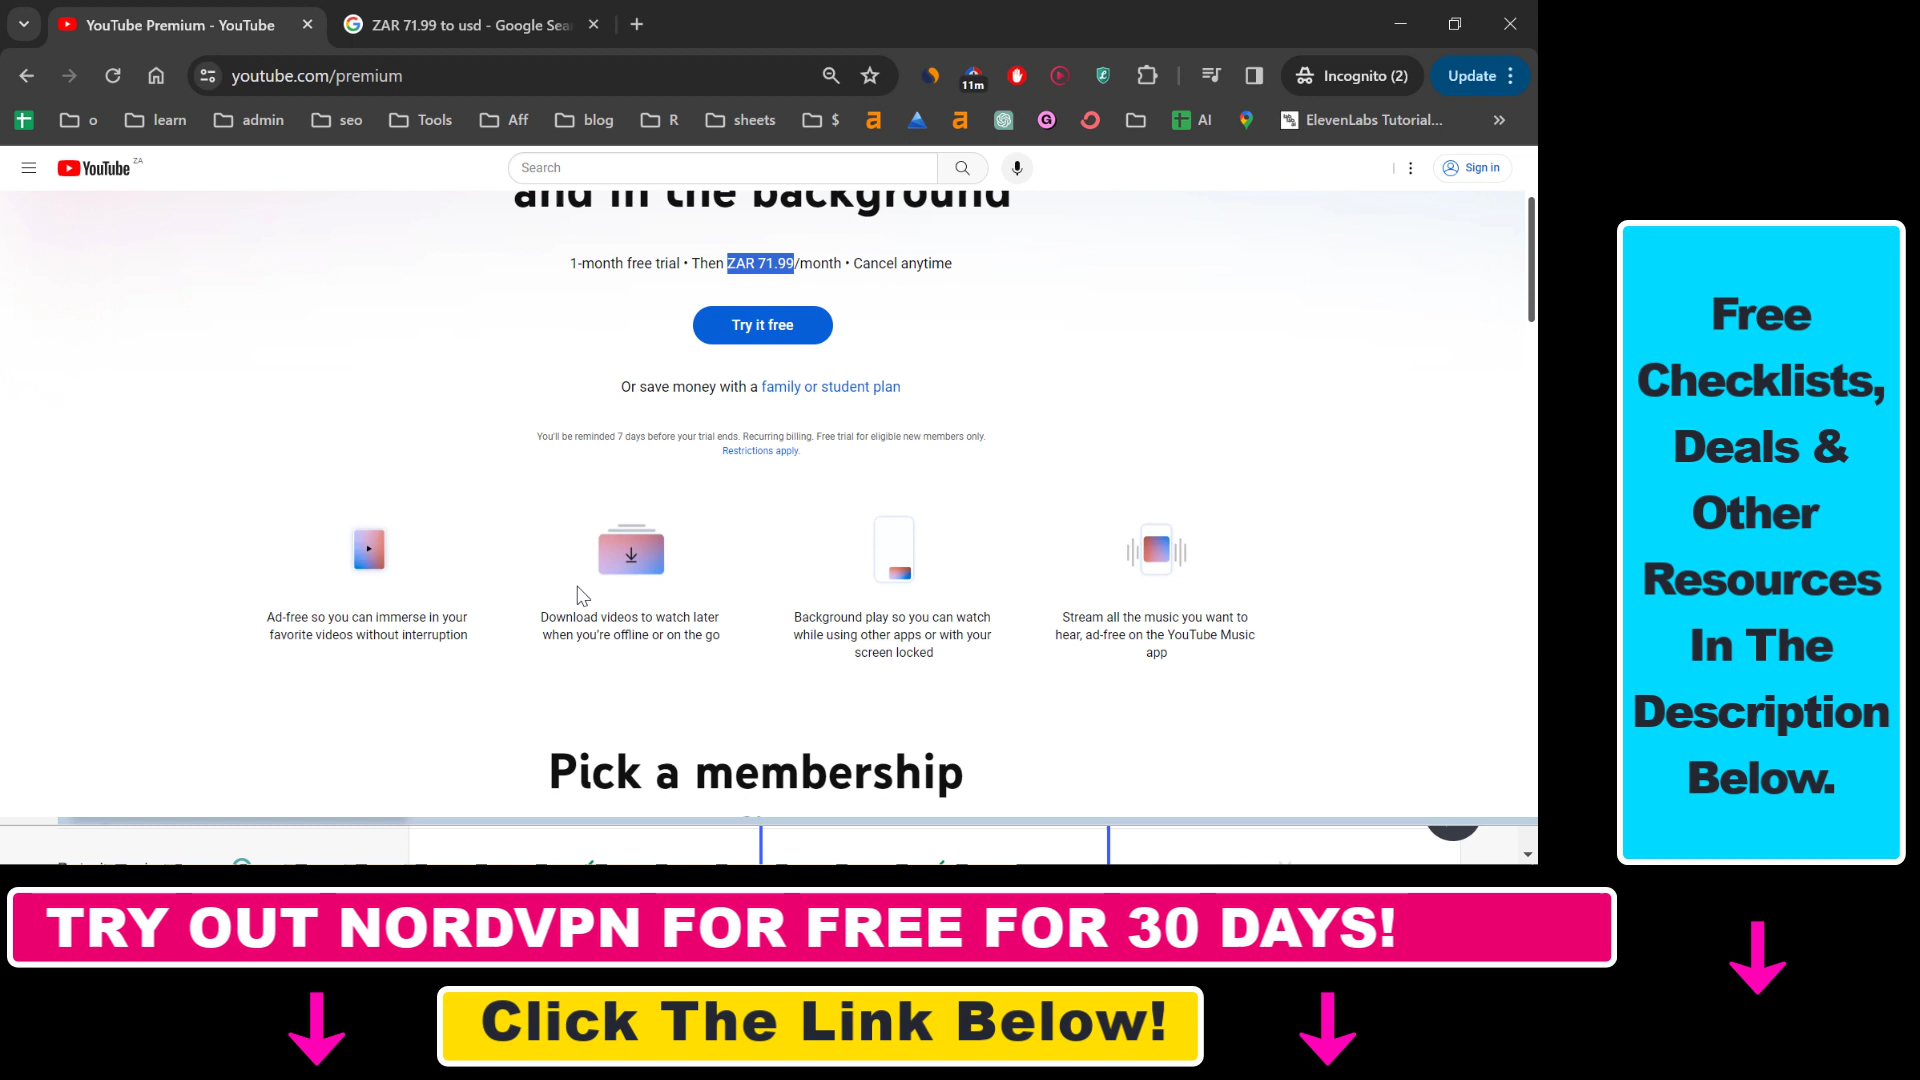 YouTube Premium - YouTube
ZAR 71.99 to usd - Google Sea
youtube.com/premium
11m
Incognito (2)
Update
o
learn
admin
seo
Tools
Aff
blog
R
sheets
$
AI
ElevenLabs Tutorial...
YouTube ZA
Search
Sign in
and in the background
1-month free trial • Then ZAR 71.99/month • Cancel anytime
Try it free
Or save money with a family or student plan
You'll be reminded 7 days before your trial ends. Recurring billing. Free trial for eligible new members only.
Restrictions apply.
Ad-free so you can immerse in your
favorite videos without interruption
Download videos to watch later
when you're offline or on the go
Background play so you can watch
while using other apps or with your
screen locked
Stream all the music you want to
hear, ad-free on the YouTube Music
app
Pick a membership
Free
Checklists,
Deals &
Other
Resources
In The
Description
Below.
TRY OUT NORDVPN FOR FREE FOR 30 DAYS!
Click The Link Below!